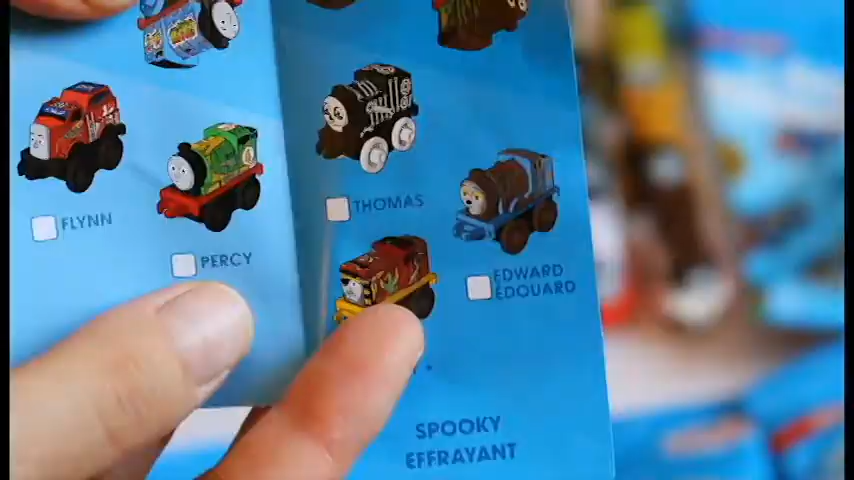 FLYNN
PERCY
THOMAS
EDWARD
EDOUARD
SPOOKY
EFFRAYANT